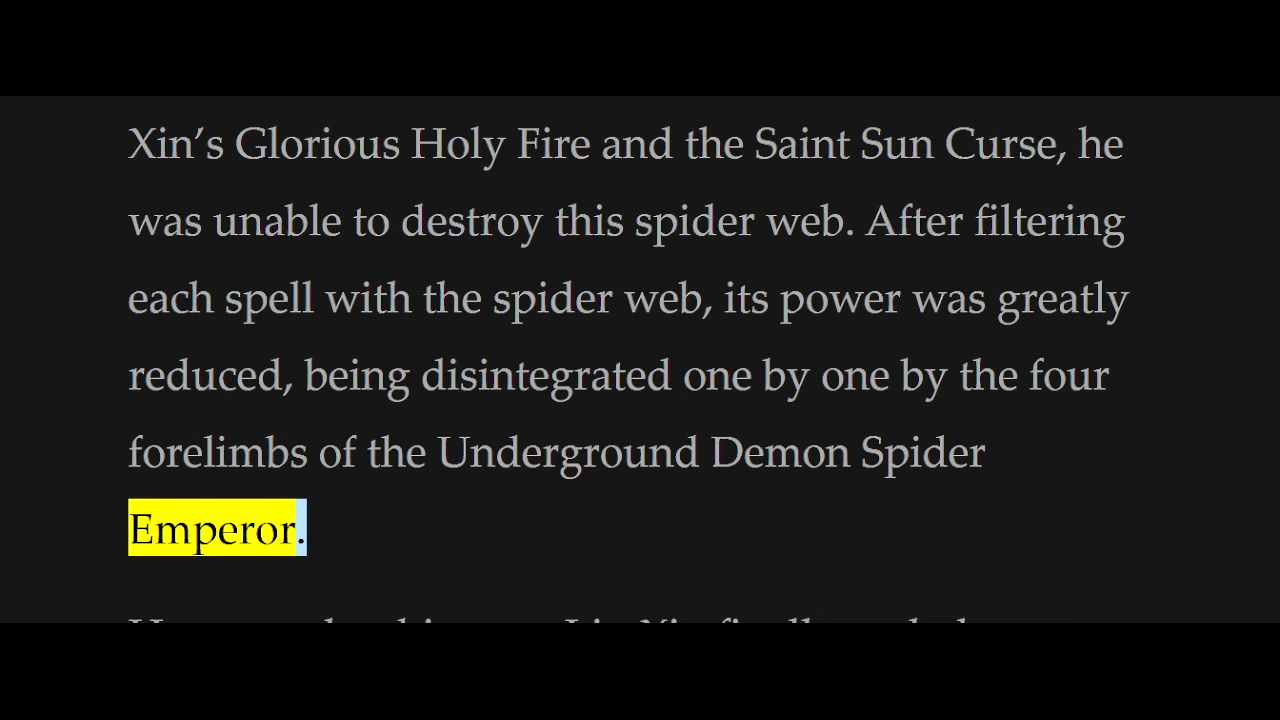 Xin’s Glorious Holy Fire and the Saint Sun Curse, he
was unable to destroy this spider web. After filtering
each spell with the spider web, its power was greatly
reduced, being disintegrated one by one by the four
forelimbs of the Underground Demon Spider
Emperor.